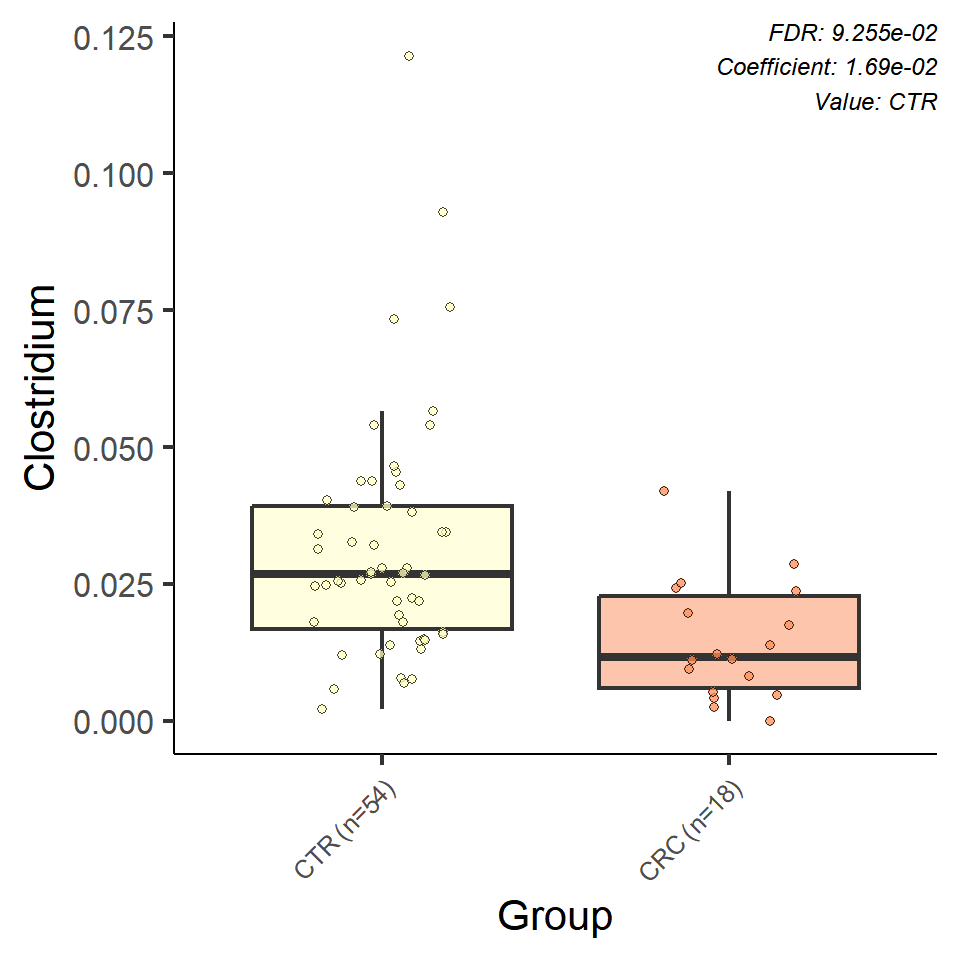 FDR: 9.255e-02
Coefficient: 1.69e-02
Value: CTR
Clostridium
0.125
0.100
0.075
0.050
0.025
0.000
CTR (n=54)
CRC (n=18)
Group